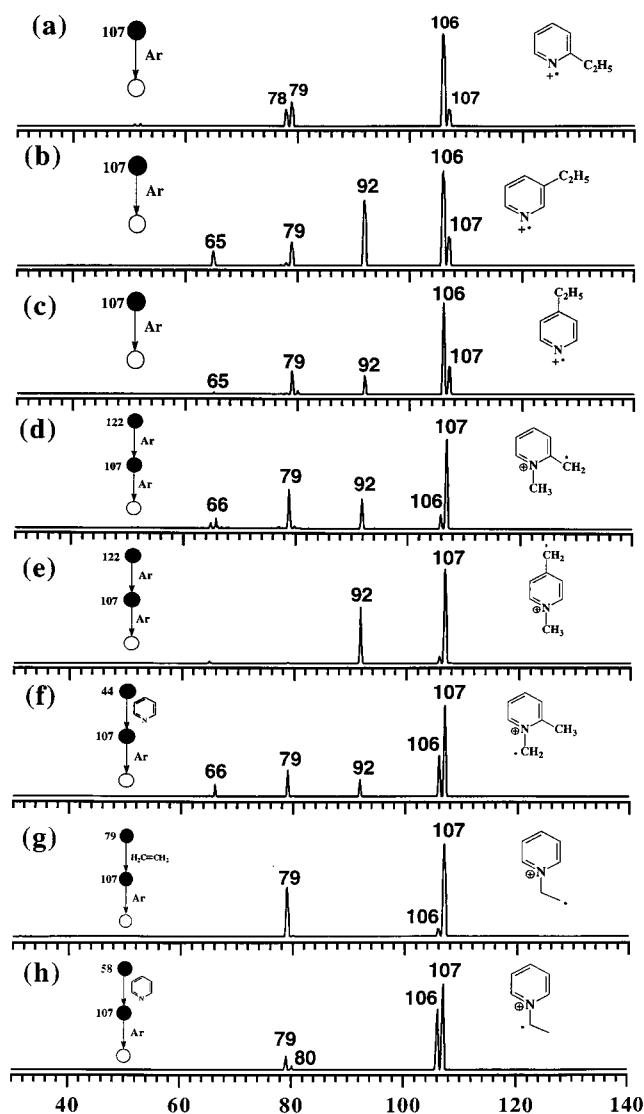 (a)
107
Ar
78
79
106
107
N
+•
C₂H₅
(b)
107
Ar
65
79
92
106
107
C₂H₅
N
+•
(c)
107
Ar
65
79
92
106
107
C₂H₅
N
+•
(d)
122
Ar
107
Ar
66
79
92
106
107
⊕N
CH₂•
CH₃
(e)
122
Ar
107
Ar
92
107
•CH₂
⊕N
CH₃
(f)
44
N
107
Ar
66
79
92
106
107
⊕N
CH₃
•CH₂
(g)
79
H₂C=CH₂
107
Ar
79
106
107
⊕N
•
(h)
58
N
107
Ar
79
80
106
107
⊕N
•
40 60 80 100 120 140